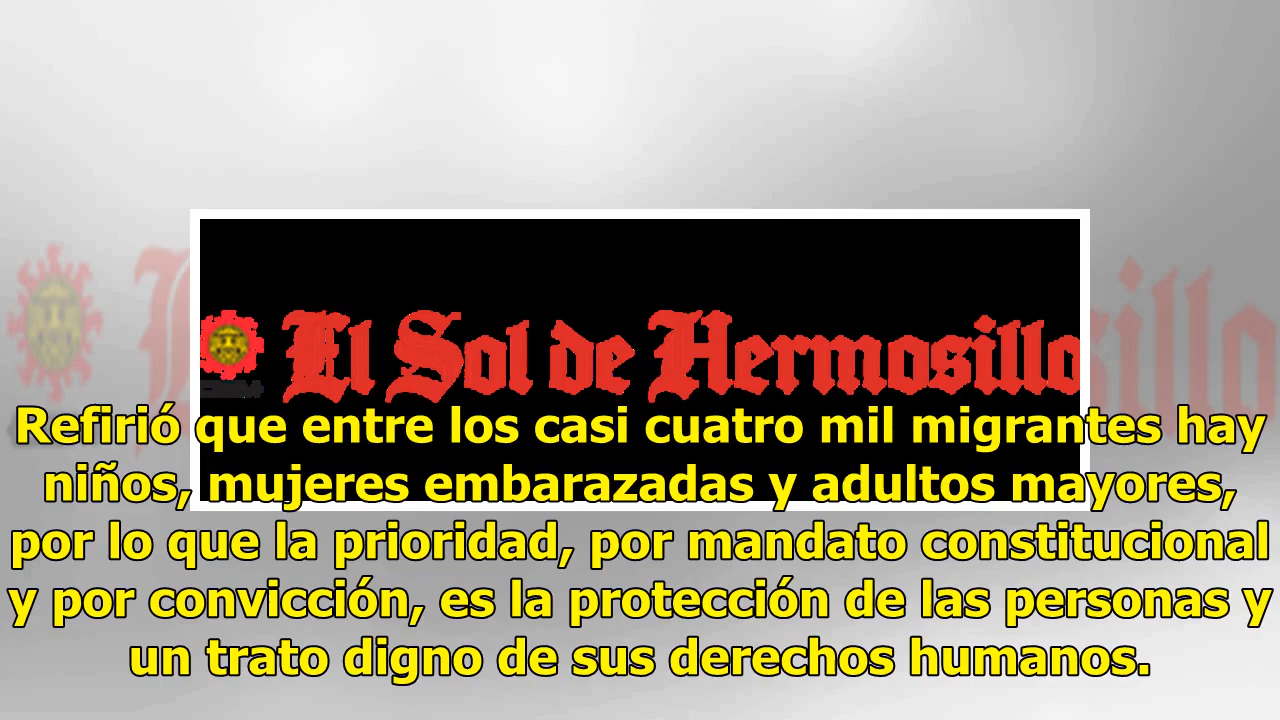 El Sol de Hermosillo
Refirió que entre los casi cuatro mil migrantes hay
niños, mujeres embarazadas y adultos mayores,
por lo que la prioridad, por mandato constitucional
y por convicción, es la protección de las personas y
un trato digno de sus derechos humanos.